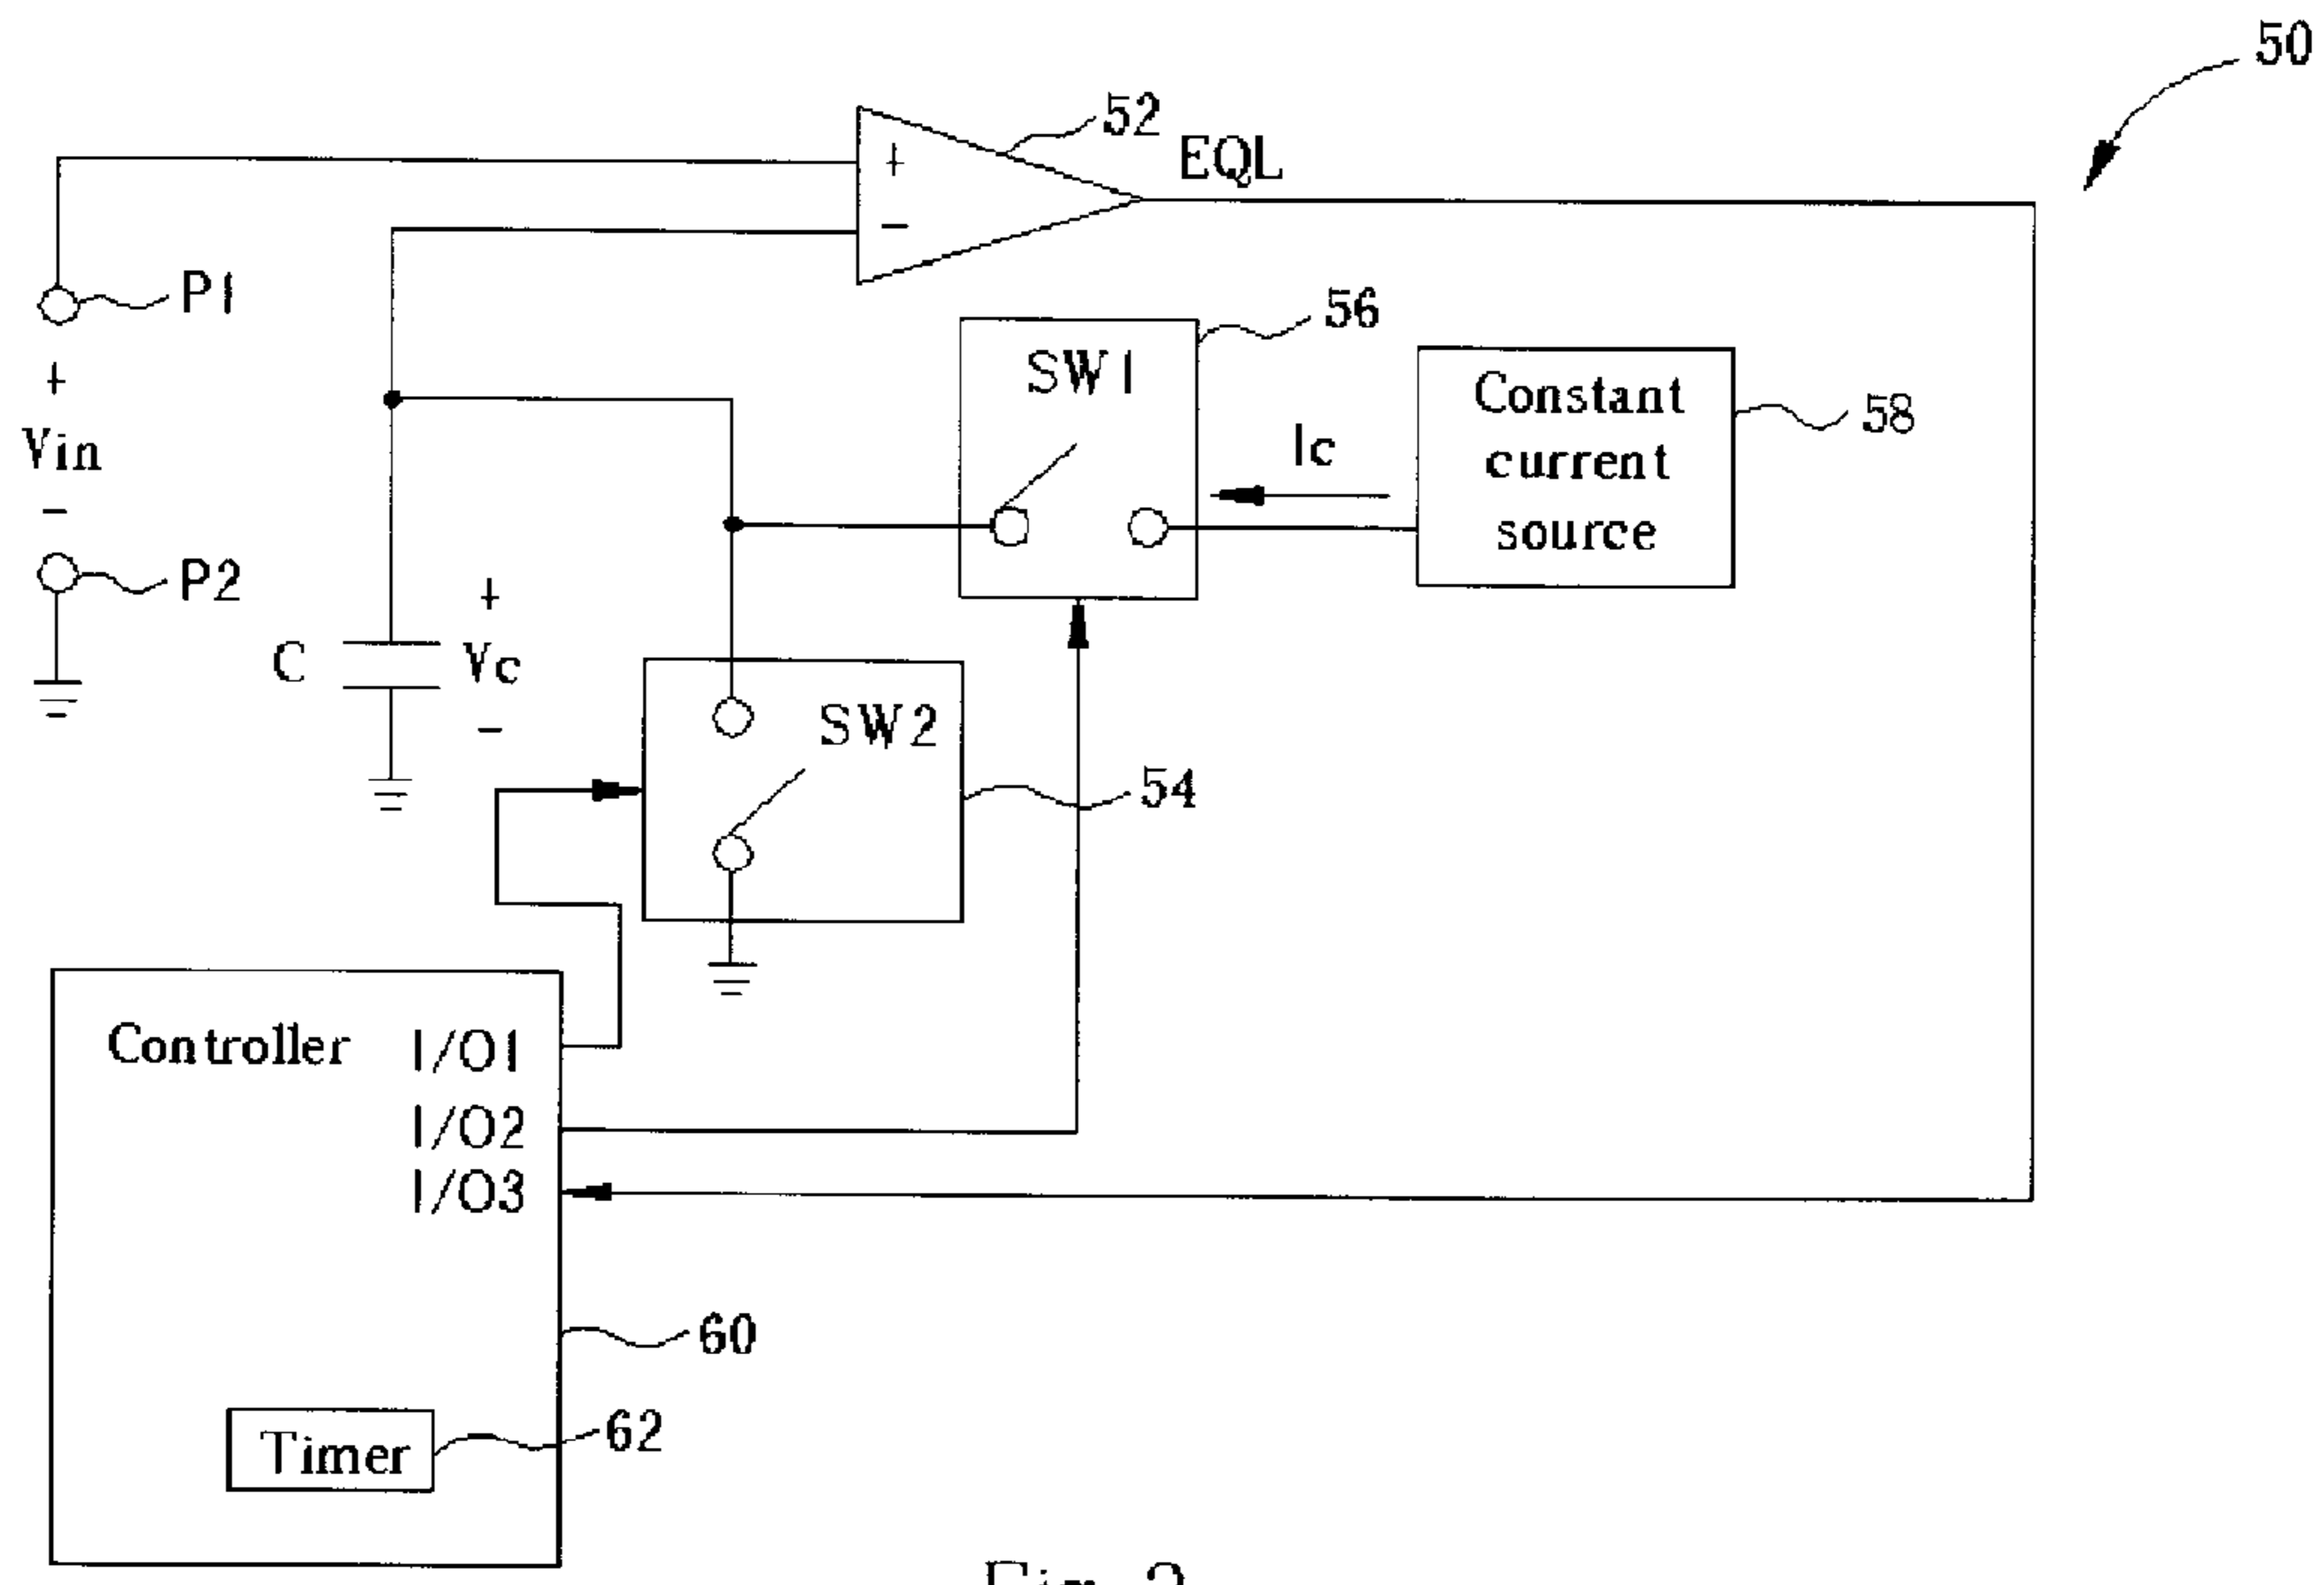 50
52
EQL
+
−
P1
56
SW1
Constant
current
source
58
Ic
+
Vin
−
P2
C
+
Vc
−
SW2
54
Controller
I/O1
I/O2
I/O3
60
Timer
62